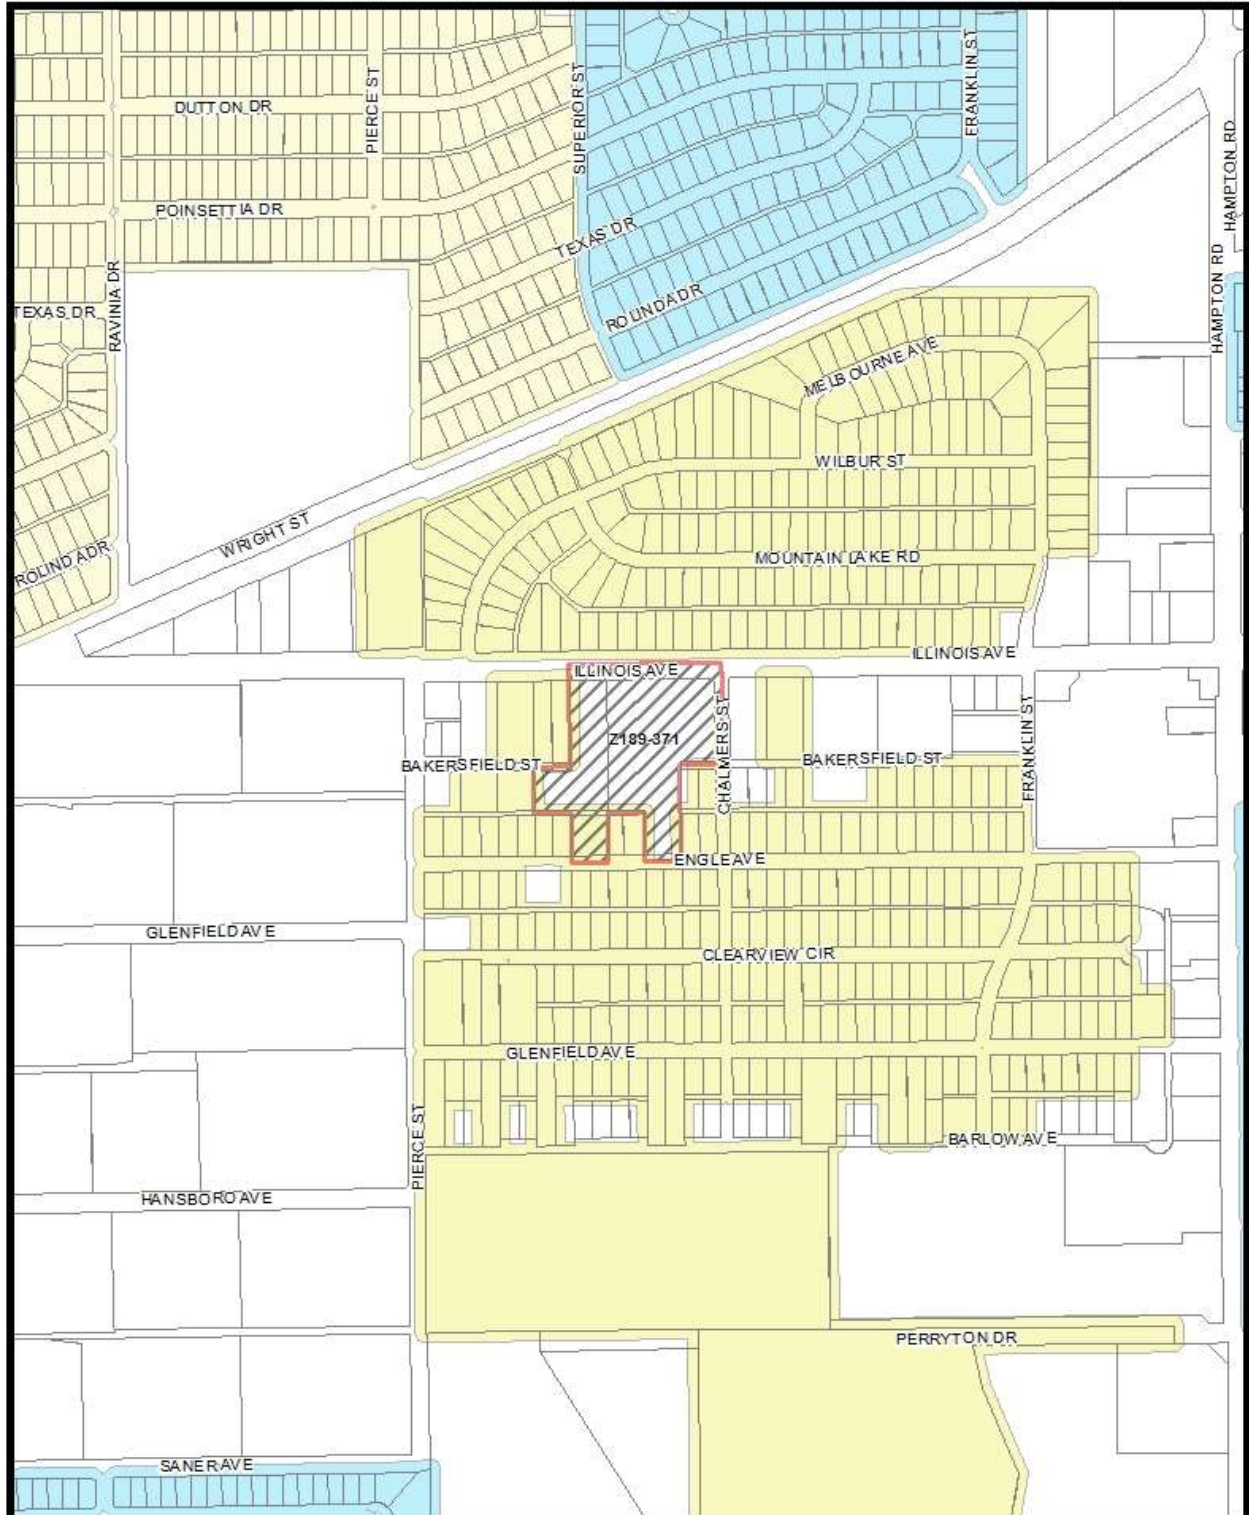 PIERCE ST
SUPERIOR ST
FRANKLIN ST
DUTTON DR
HAMPTON RD
POINSETTIA DR
TEXAS DR
HAMPTON RD
RAVINIA DR
TEXAS DR
ROLINDA DR
MELBOURNE AVE
WILBUR ST
WRIGHT ST
ROLINDA DR
MOUNTAIN LAKE RD
ILLINOIS AVE
ILLINOIS AVE
CHALMERS ST
FRANKLIN ST
Z189-371
BAKERSFIELD ST
BAKERSFIELD ST
ENGLE AVE
GLENFIELD AVE
CLEARVIEW CIR
GLENFIELD AVE
PIERCE ST
BARLOW AVE
HANSBORO AVE
PERRYTON DR
SANER AVE